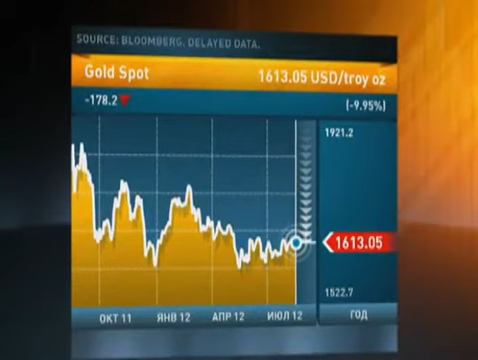 SOURCE: BLOOMBERG. DELAYED DATA.
Gold Spot 1613.05 USD/troy oz
-178.2 (-9.95%)
1921.2
1613.05
1522.7
ОКТ 11 ЯНВ 12 АПР 12 ИЮЛ 12 ГОД